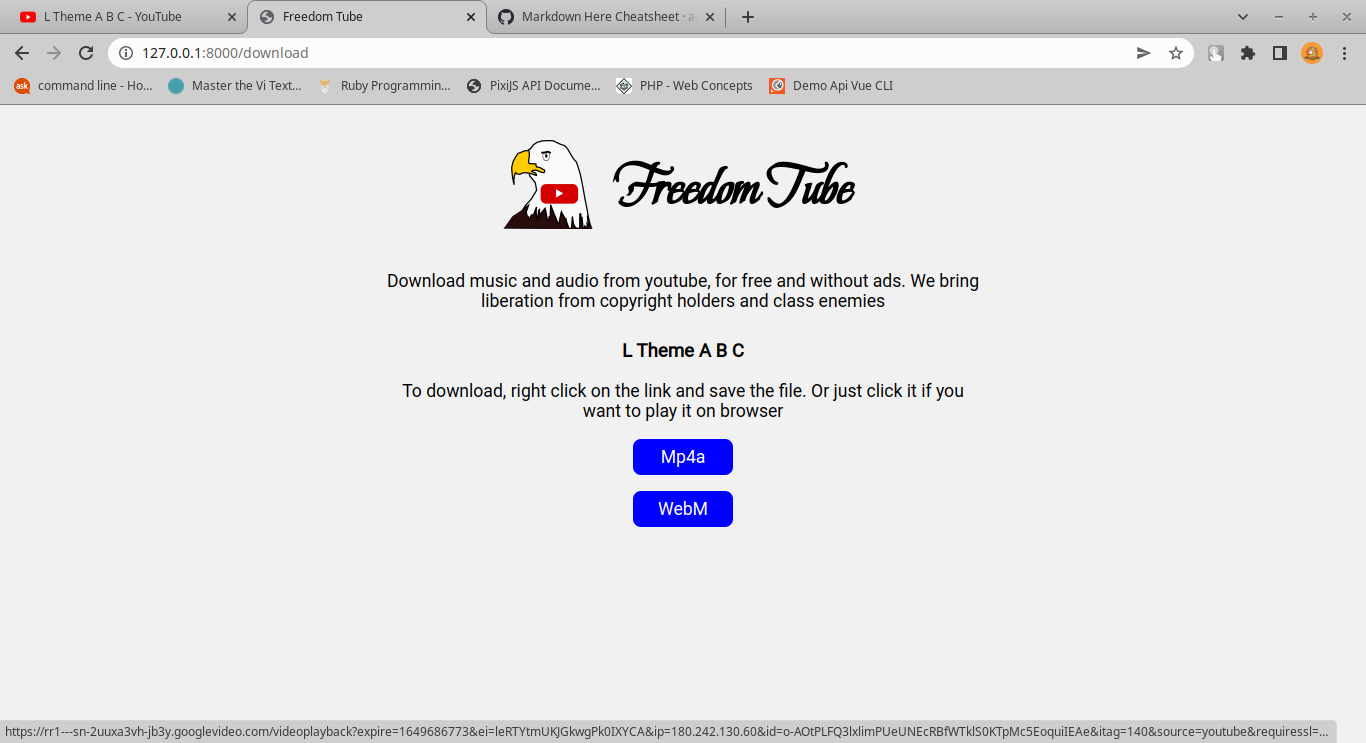 L Theme A B C - YouTube
Freedom Tube
Markdown Here Cheatsheet · a
127.0.0.1:8000/download
command line - Ho...
Master the Vi Text...
Ruby Programmin...
PixiJS API Docume...
PHP - Web Concepts
Demo Api Vue CLI
Freedom Tube
Download music and audio from youtube, for free and without ads. We bring
liberation from copyright holders and class enemies
L Theme A B C
To download, right click on the link and save the file. Or just click it if you
want to play it on browser
Mp4a
WebM
https://rr1---sn-2uuxa3vh-jb3y.googlevideo.com/videoplayback?expire=1649686773&ei=leRTYtmUKJGkwgPk0IXYCA&ip=180.242.130.60&id=o-AOtPLFQ3lxlimPUeUNEcRBfWTklS0KTpMc5EoquiIEAe&itag=140&source=youtube&requiressl=...